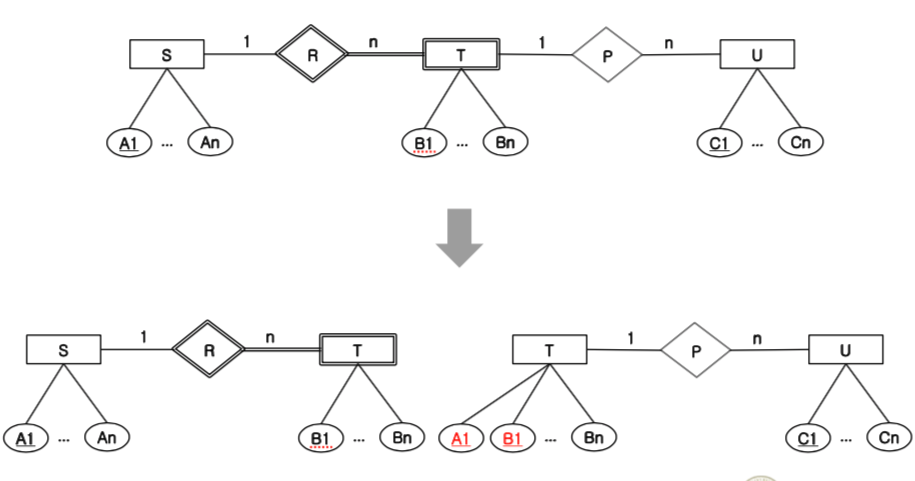 1 n 1 n
S R T P U
A1 ... An B1 ... Bn C1 ... Cn
1 n 1 n
S R T T P U
A1 ... An B1 ... Bn A1 B1 ... Bn C1 ... Cn